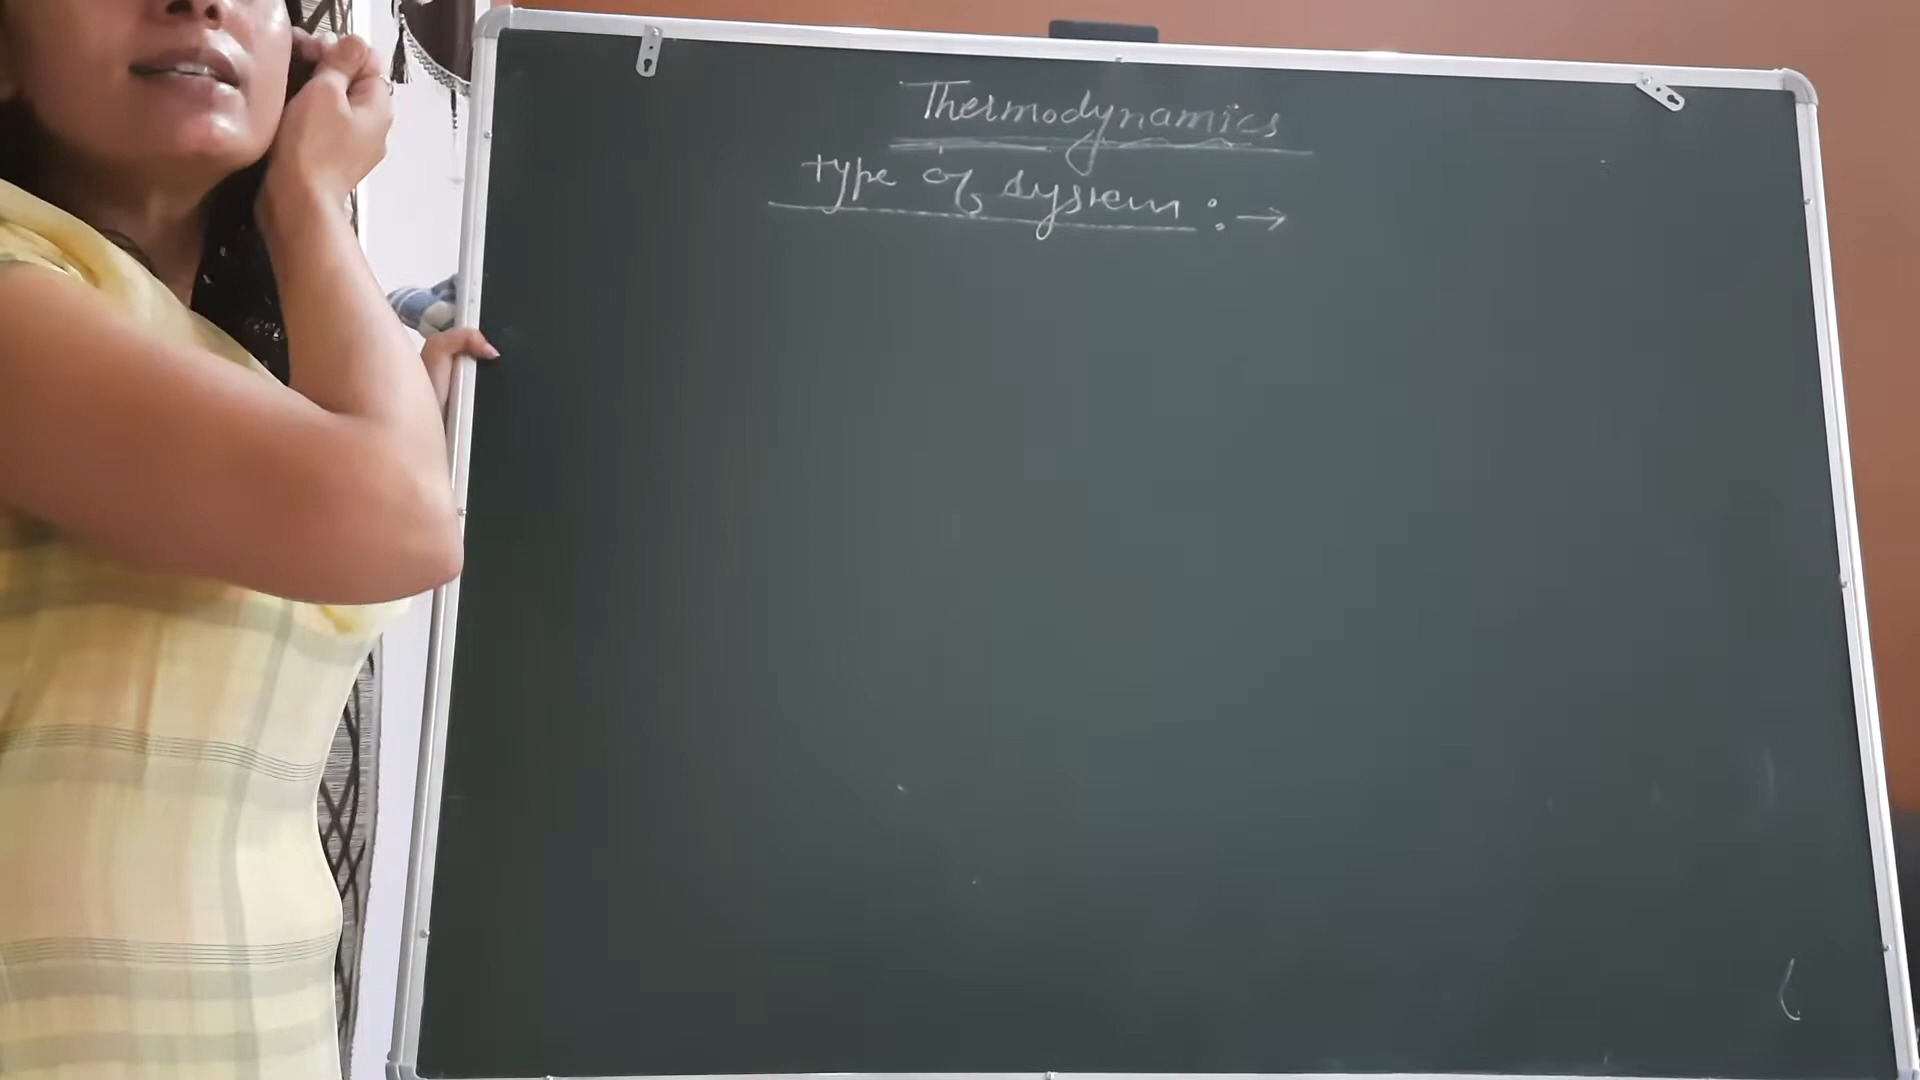 Thermodynamics
type of system :→